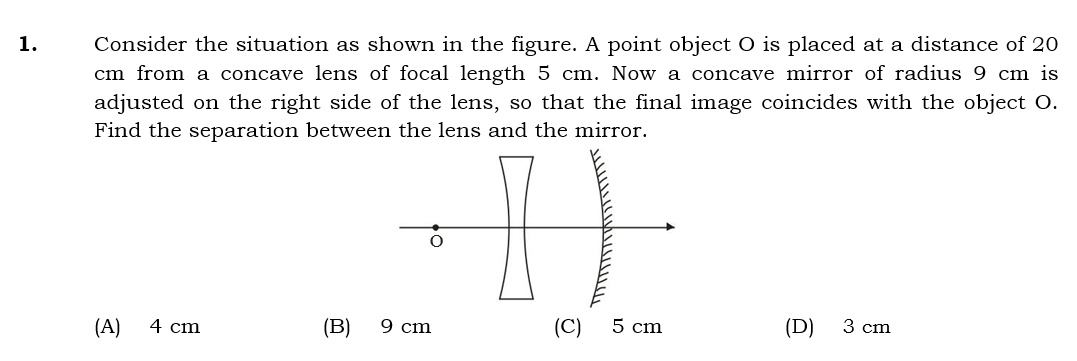 1. Consider the situation as shown in the figure. A point object O is placed at a distance of 20
cm from a concave lens of focal length 5 cm. Now a concave mirror of radius 9 cm is
adjusted on the right side of the lens, so that the final image coincides with the object O.
Find the separation between the lens and the mirror.
O
(A) 4 cm (B) 9 cm (C) 5 cm (D) 3 cm